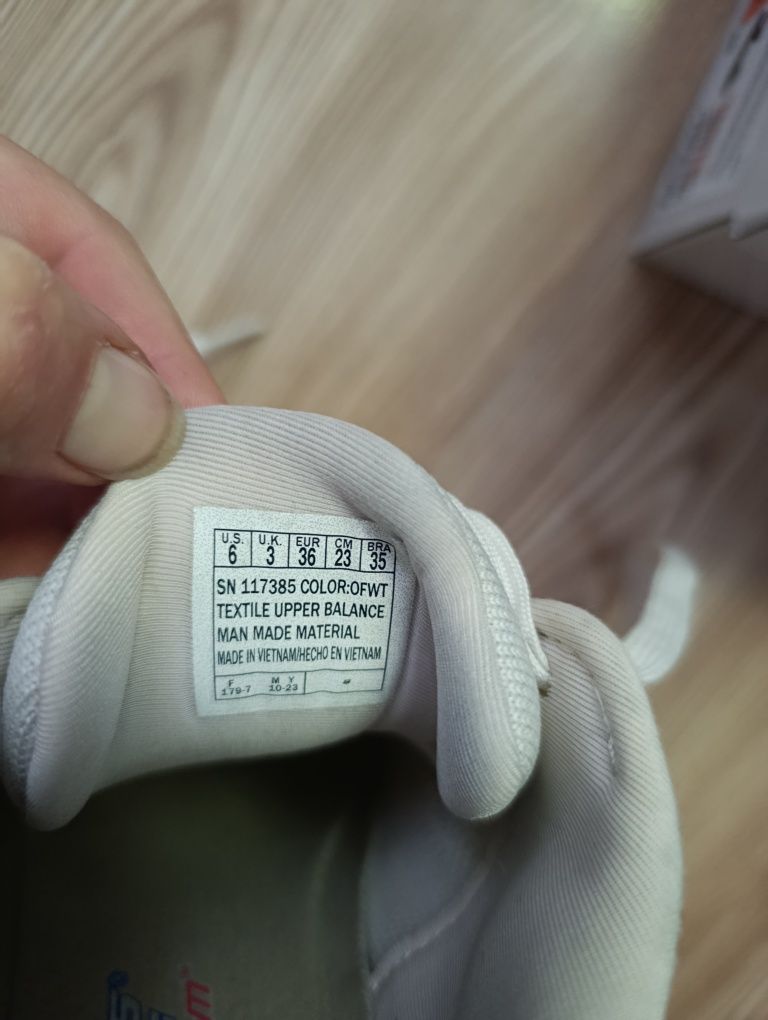 U.S. U.K. EUR CM BRA
6 3 36 23 35
SN 117385 COLOR:OFWT
TEXTILE UPPER BALANCE
MAN MADE MATERIAL
MADE IN VIETNAM/HECHO EN VIETNAM
F M Y
179-7 10-23